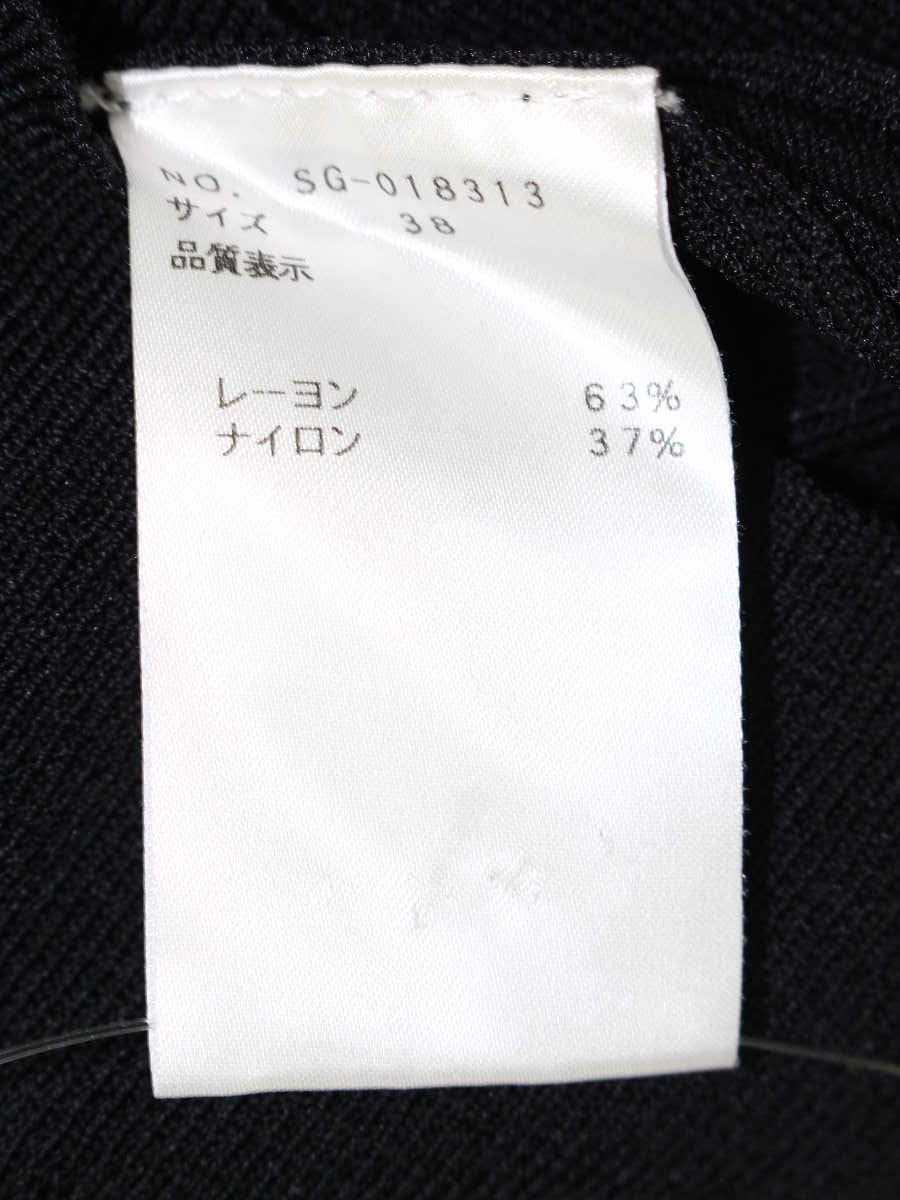 NO. SG-018313
サイズ 38
品質表示
レーヨン 63%
ナイロン 37%